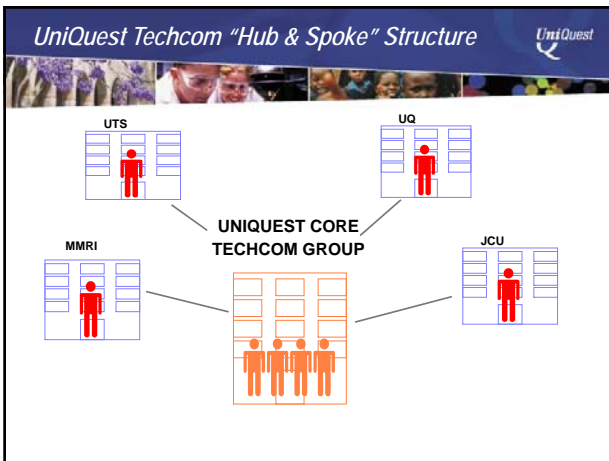 UniQuest Techcom “Hub & Spoke” Structure
UniQuest
UTS
UQ
UNIQUEST CORE
TECHCOM GROUP
MMRI
JCU